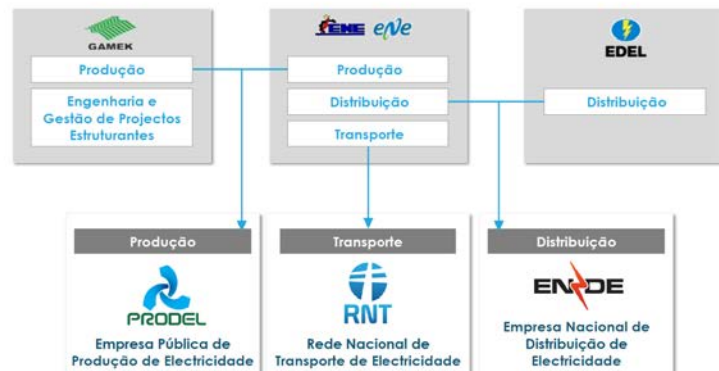 GAMEK
Produção
Engenharia e
Gestão de Projectos
Estruturantes
ENE eNe
Produção
Distribuição
Transporte
EDEL
Distribuição
Produção
PRODEL
Empresa Pública de
Produção de Electricidade
Transporte
RNT
Rede Nacional de
Transporte de Electricidade
Distribuição
ENDE
Empresa Nacional de
Distribuição de
Electricidade